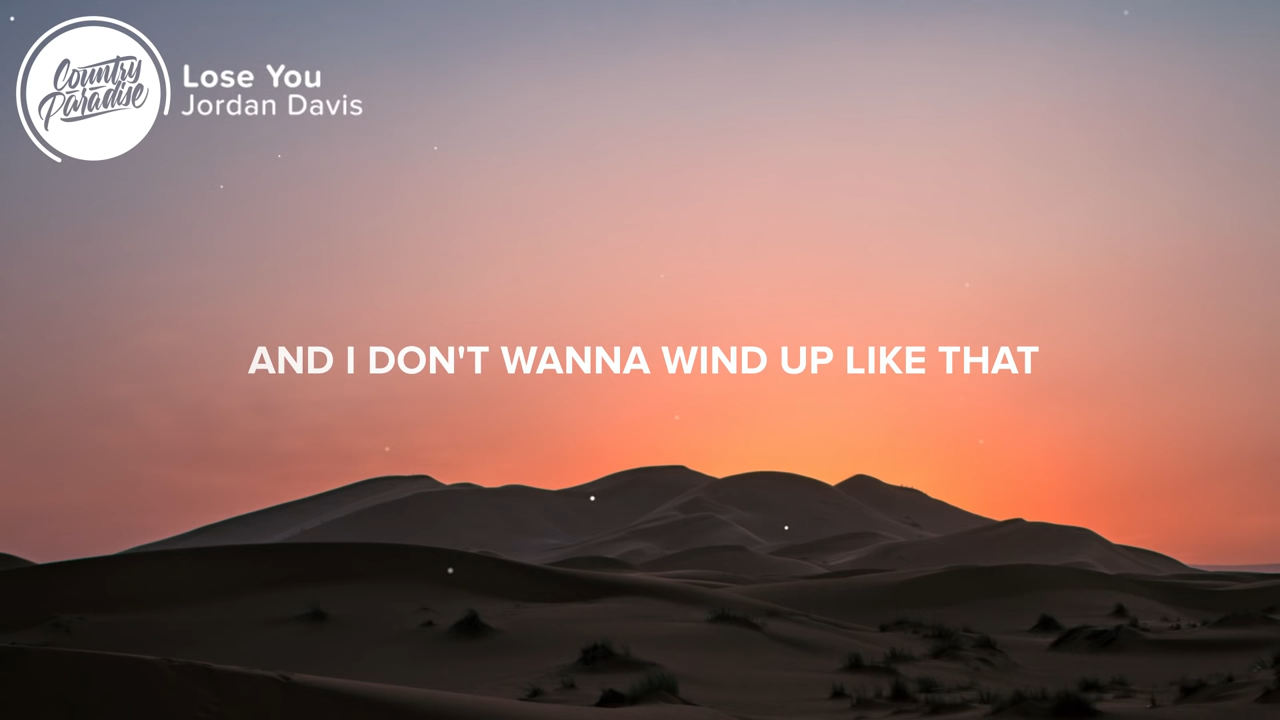 Country
Paradise
Lose You
Jordan Davis
AND I DON'T WANNA WIND UP LIKE THAT